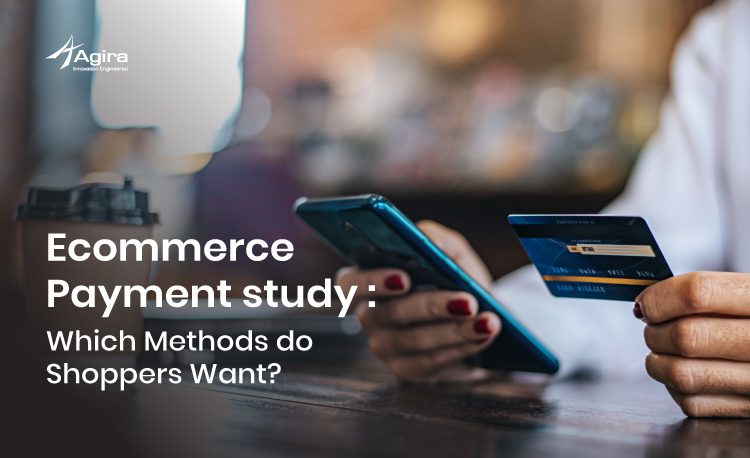 Agira
Innovation Engineered
Ecommerce
Payment study :
Which Methods do
Shoppers Want?